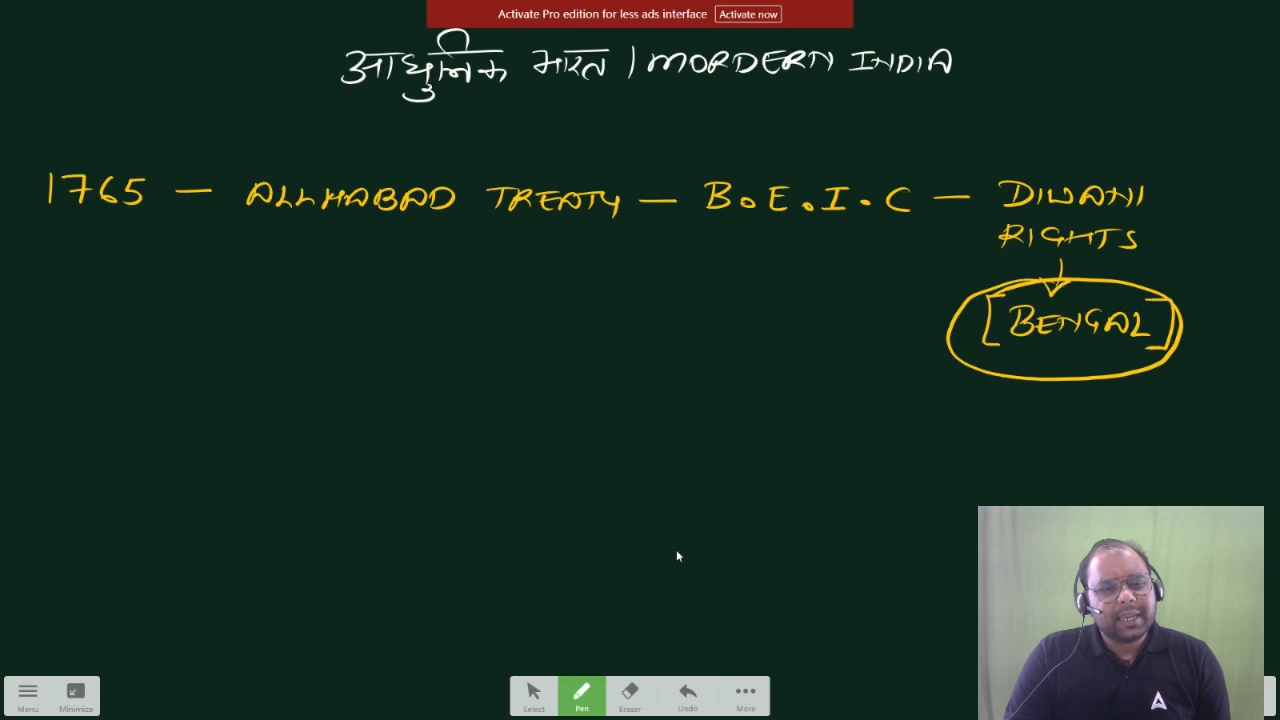 Activate Pro edition for less ads interface Activate now
आधुनिक भारत | MORDERN INDIA
1765 — ALLHABAD TREATY — B.E.I.C — DIWANI
RIGHTS
[BENGAL]
Menu Minimize Select Pen Eraser Undo More